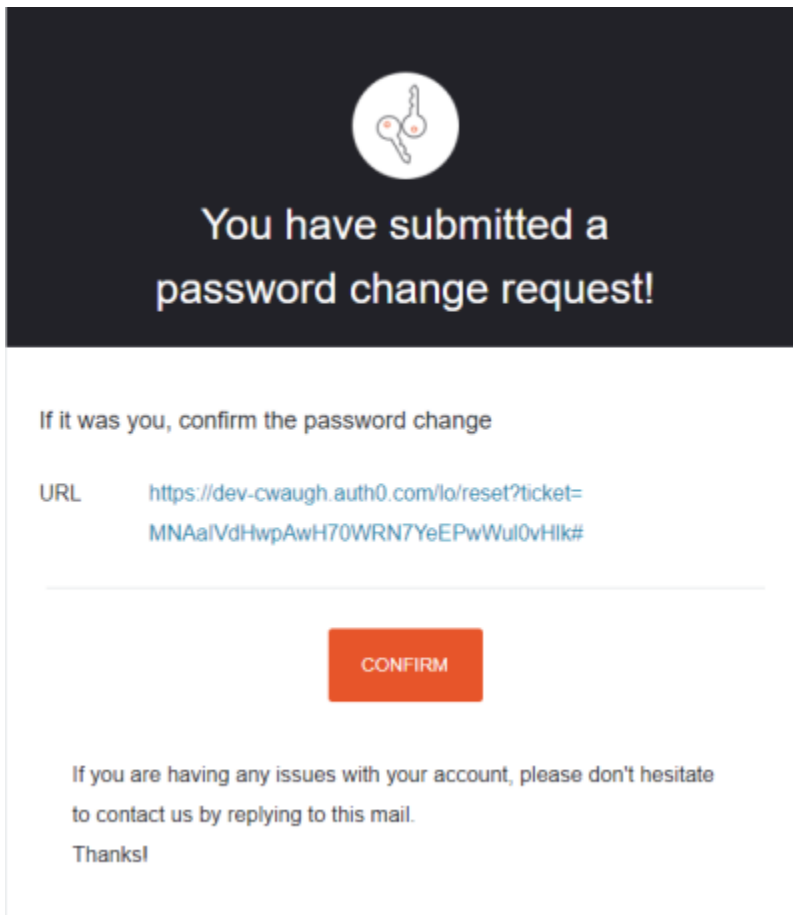 You have submitted a
password change request!
If it was you, confirm the password change
URL https://dev-cwaugh.auth0.com/lo/reset?ticket=
MNAaIVdHwpAwH70WRN7YeEPwWuI0vHIk#
CONFIRM
If you are having any issues with your account, please don't hesitate
to contact us by replying to this mail.
Thanks!